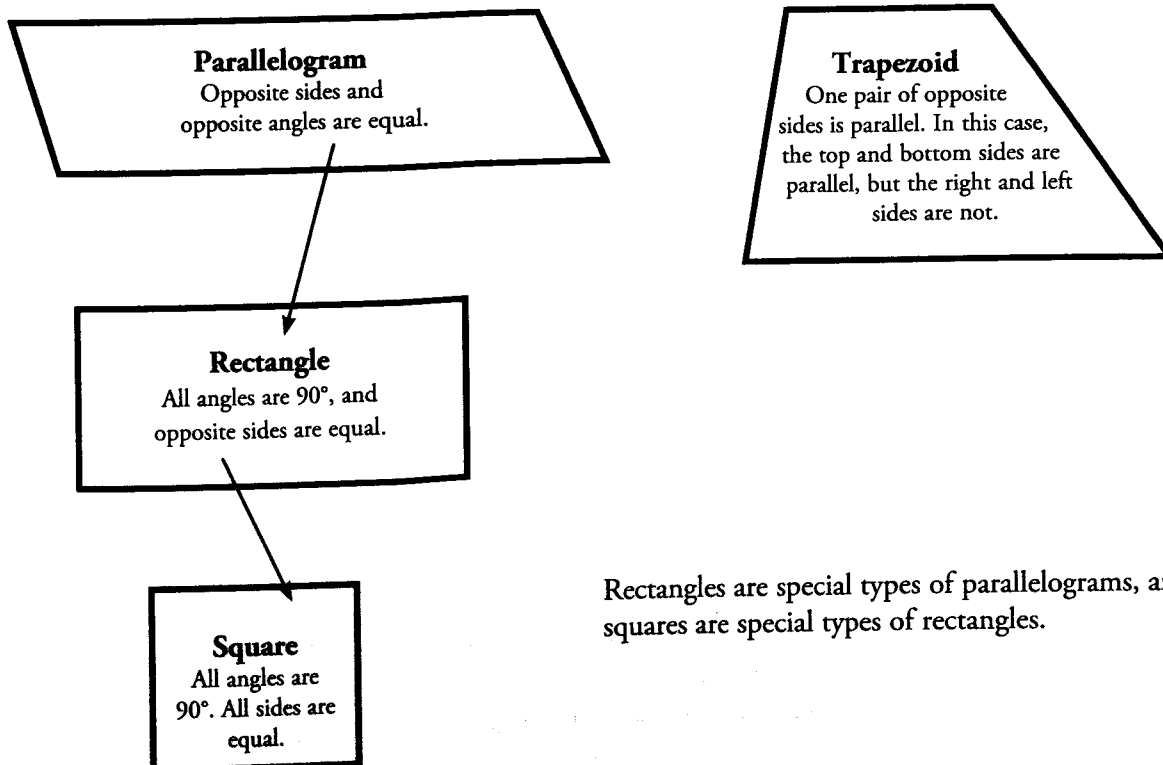 Parallelogram
Opposite sides and
opposite angles are equal.
Trapezoid
One pair of opposite
sides is parallel. In this case,
the top and bottom sides are
parallel, but the right and left
sides are not.
Rectangle
All angles are 90°, and
opposite sides are equal.
Square
All angles are
90°. All sides are
equal.
Rectangles are special types of parallelograms,
squares are special types of rectangles.